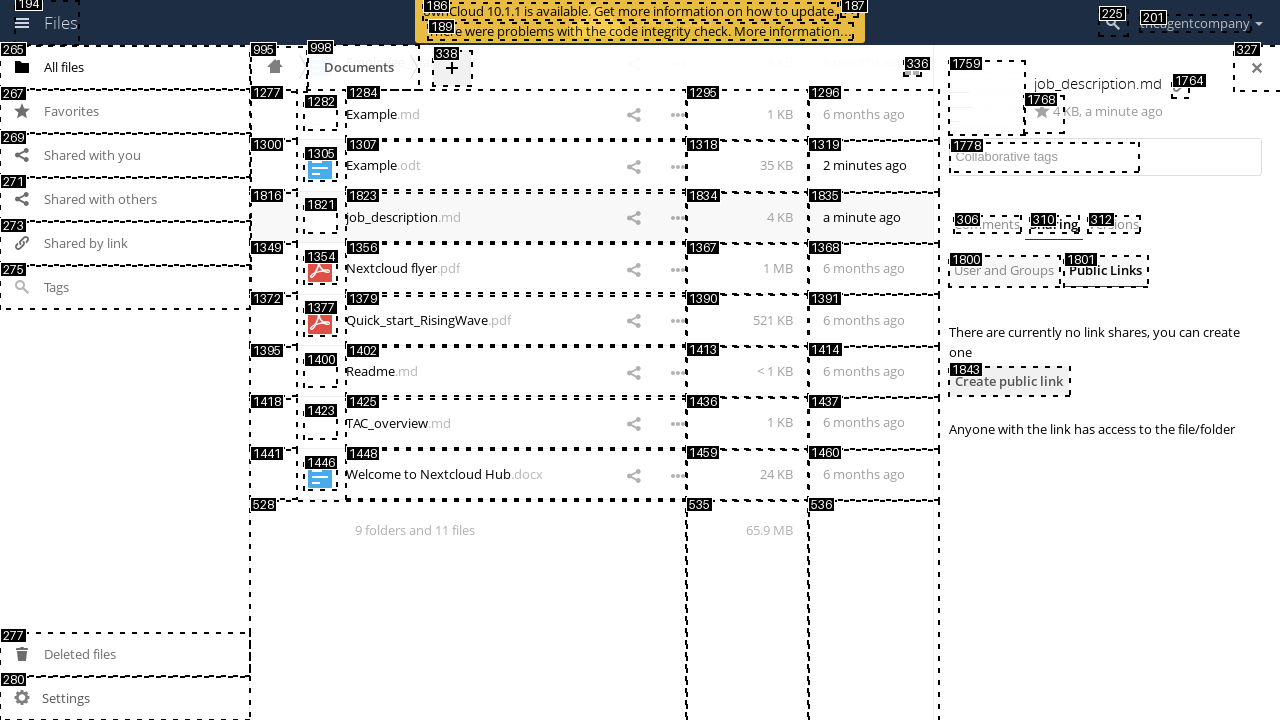 194
Files
186
ownCloud 10.1.1 is available. Get more information on how to update.
187
189
There were problems with the code integrity check. More information…
225
201
theagentcompany
265
All files
267
Favorites
269
Shared with you
271
Shared with others
273
Shared by link
275
Tags
277
Deleted files
280
Settings
995
998
Documents
338
+
336
1277
1282
1284
Example.md
1295
1 KB
1296
6 months ago
1300
1305
1307
Example.odt
1318
35 KB
1319
2 minutes ago
1816
1821
1823
job_description.md
1834
4 KB
1835
a minute ago
1349
1354
1356
Nextcloud flyer.pdf
1367
1 MB
1368
6 months ago
1372
1377
1379
Quick_start_RisingWave.pdf
1390
521 KB
1391
6 months ago
1395
1400
1402
Readme.md
1413
< 1 KB
1414
6 months ago
1418
1423
1425
TAC_overview.md
1436
1 KB
1437
6 months ago
1441
1446
1448
Welcome to Nextcloud Hub.docx
1459
24 KB
1460
6 months ago
528
9 folders and 11 files
535
65.9 MB
536
327
1759
job_description.md
1764
1768
4 KB, a minute ago
1778
Collaborative tags
306
Comments
310
Sharing
312
Versions
1800
User and Groups
1801
Public Links
There are currently no link shares, you can create
one
1843
Create public link
Anyone with the link has access to the file/folder